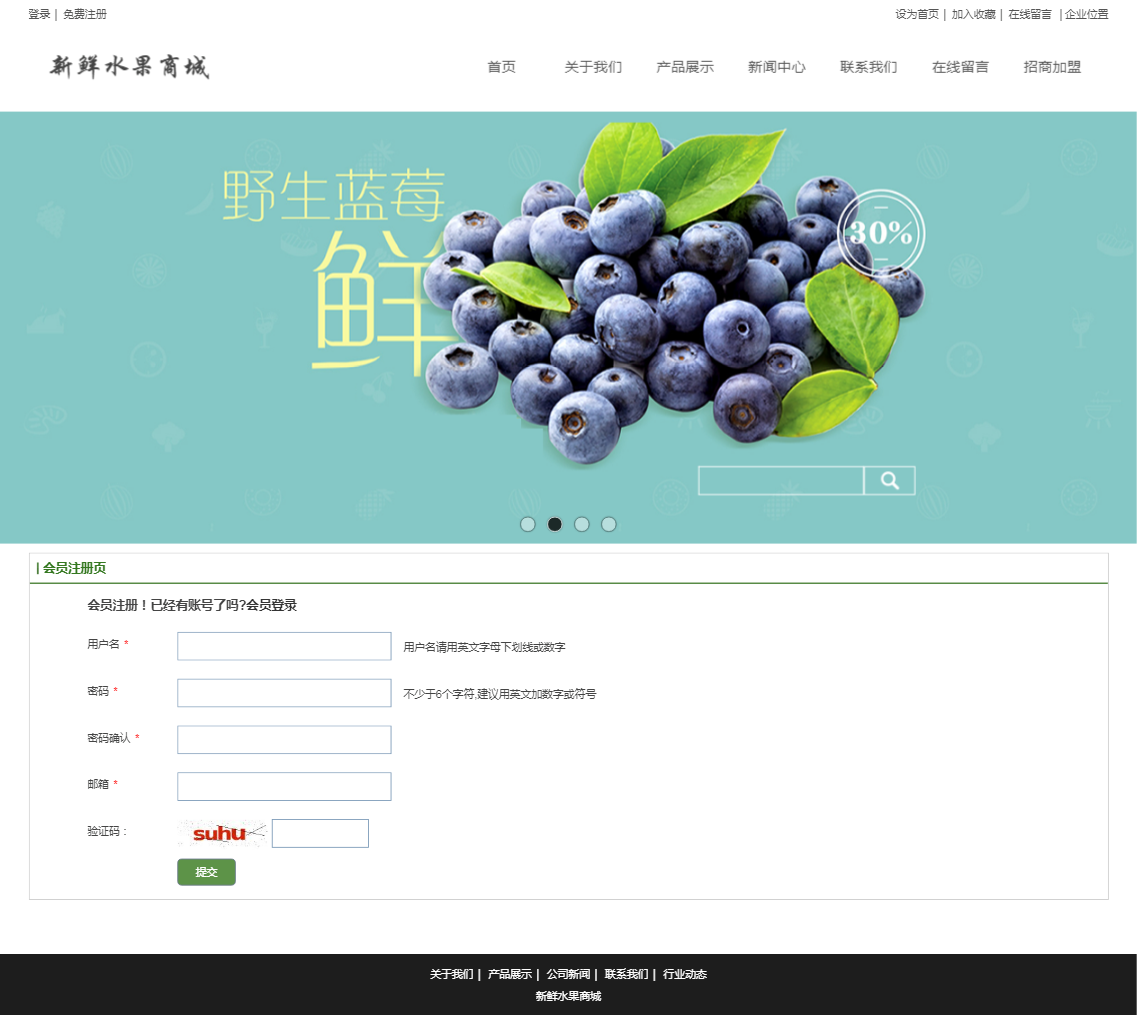 登录 | 免费注册
设为首页 | 加入收藏 | 在线留言 | 企业位置
新鲜水果商城
首页 关于我们 产品展示 新闻中心 联系我们 在线留言 招商加盟
野生蓝莓
鲜
30%
| 会员注册页
会员注册！已经有账号了吗?会员登录
用户名 *
用户名请用英文字母下划线或数字
密码 *
不少于6个字符,建议用英文加数字或符号
密码确认 *
邮箱 *
验证码：
suhu
提交
关于我们 | 产品展示 | 公司新闻 | 联系我们 | 行业动态
新鲜水果商城